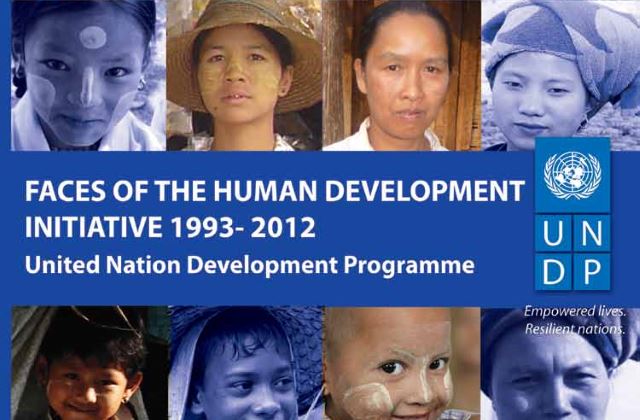 FACES OF THE HUMAN DEVELOPMENT
INITIATIVE 1993- 2012
United Nation Development Programme
U N
D P
Empowered lives.
Resilient nations.